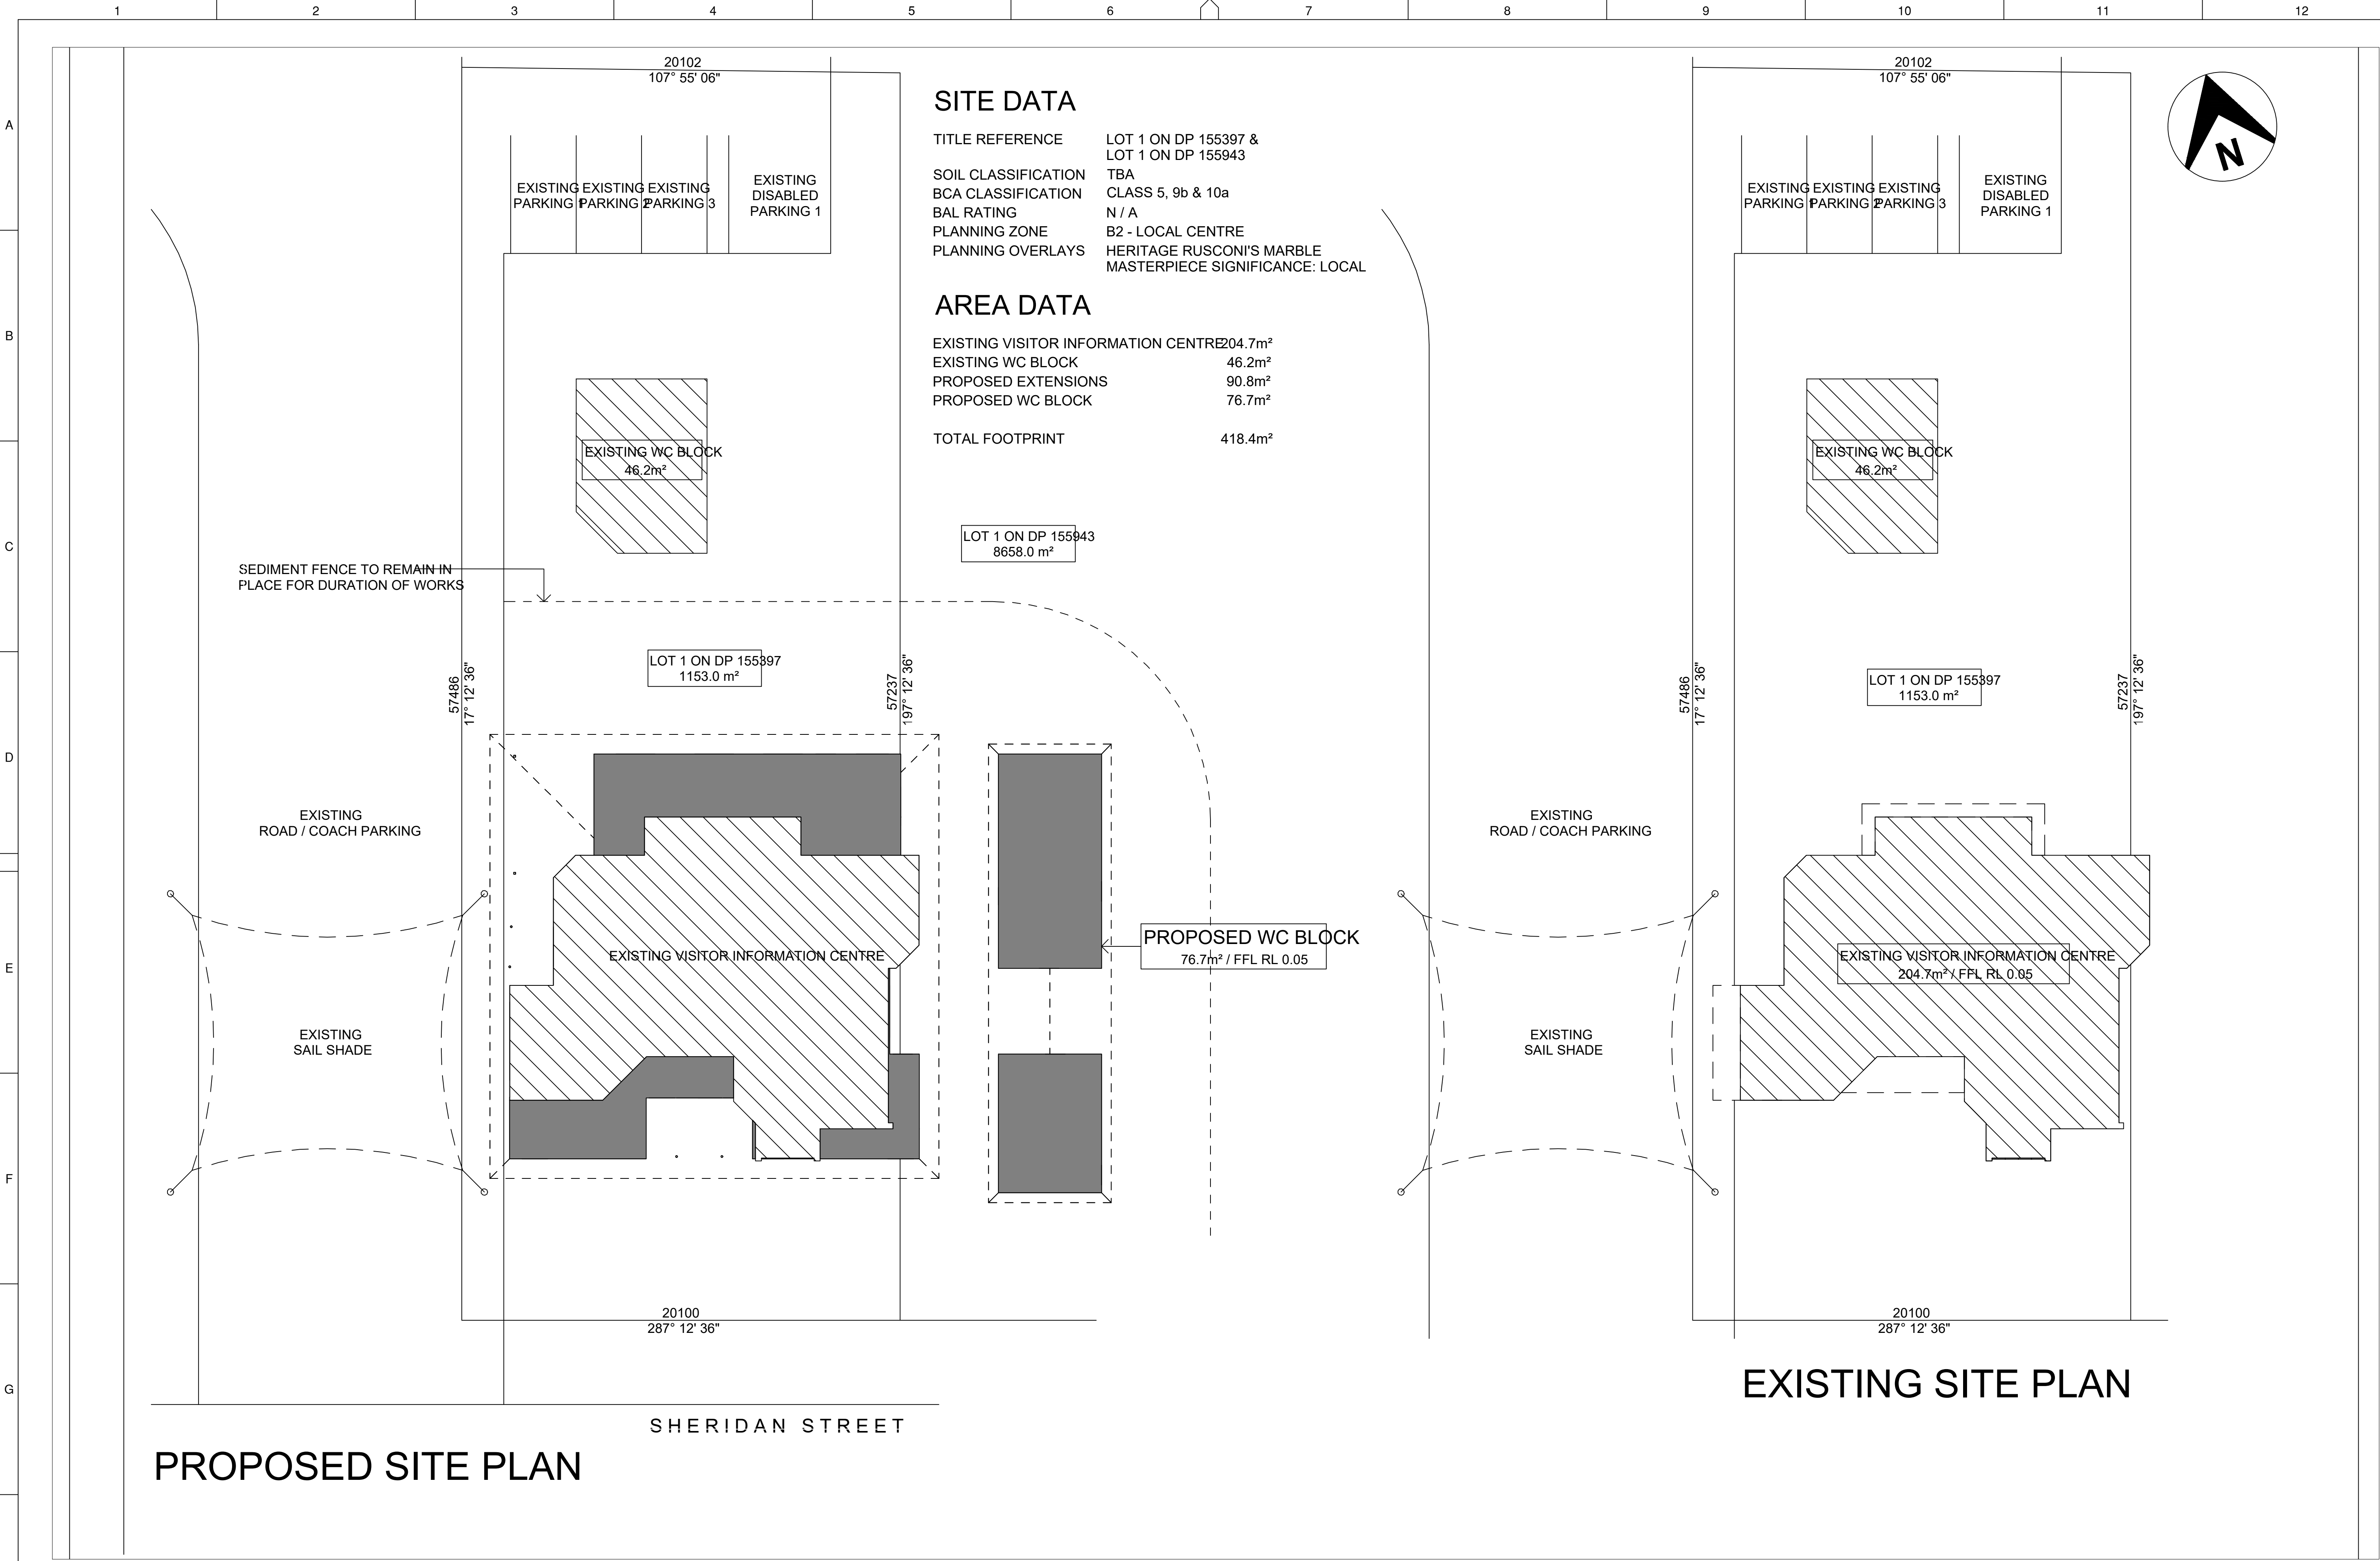 1 2 3 4 5 6 7 8 9 10 11 12
A
B
C
D
E
F
G
20102
107° 55' 06"
EXISTING
PARKING 1
EXISTING
PARKING 2
EXISTING
PARKING 3
EXISTING
DISABLED
PARKING 1
EXISTING WC BLOCK
46.2m²
SEDIMENT FENCE TO REMAIN IN
PLACE FOR DURATION OF WORKS
LOT 1 ON DP 155397
1153.0 m²
57486
17° 12' 36"
57237
197° 12' 36"
EXISTING
ROAD / COACH PARKING
EXISTING VISITOR INFORMATION CENTRE
EXISTING
SAIL SHADE
PROPOSED WC BLOCK
76.7m² / FFL RL 0.05
20100
287° 12' 36"
SHERIDAN STREET
PROPOSED SITE PLAN
SITE DATA
TITLE REFERENCE LOT 1 ON DP 155397 &
LOT 1 ON DP 155943
SOIL CLASSIFICATION TBA
BCA CLASSIFICATION CLASS 5, 9b & 10a
BAL RATING N / A
PLANNING ZONE B2 - LOCAL CENTRE
PLANNING OVERLAYS HERITAGE RUSCONI'S MARBLE
MASTERPIECE SIGNIFICANCE: LOCAL
AREA DATA
EXISTING VISITOR INFORMATION CENTRE 204.7m²
EXISTING WC BLOCK 46.2m²
PROPOSED EXTENSIONS 90.8m²
PROPOSED WC BLOCK 76.7m²
TOTAL FOOTPRINT 418.4m²
LOT 1 ON DP 155943
8658.0 m²
20102
107° 55' 06"
EXISTING
PARKING 1
EXISTING
PARKING 2
EXISTING
PARKING 3
EXISTING
DISABLED
PARKING 1
N
EXISTING WC BLOCK
46.2m²
LOT 1 ON DP 155397
1153.0 m²
57486
17° 12' 36"
57237
197° 12' 36"
EXISTING
ROAD / COACH PARKING
EXISTING VISITOR INFORMATION CENTRE
204.7m² / FFL RL 0.05
EXISTING
SAIL SHADE
20100
287° 12' 36"
EXISTING SITE PLAN